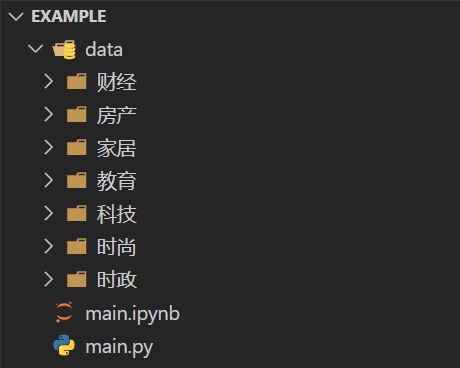 EXAMPLE
data
财经
房产
家居
教育
科技
时尚
时政
main.ipynb
main.py